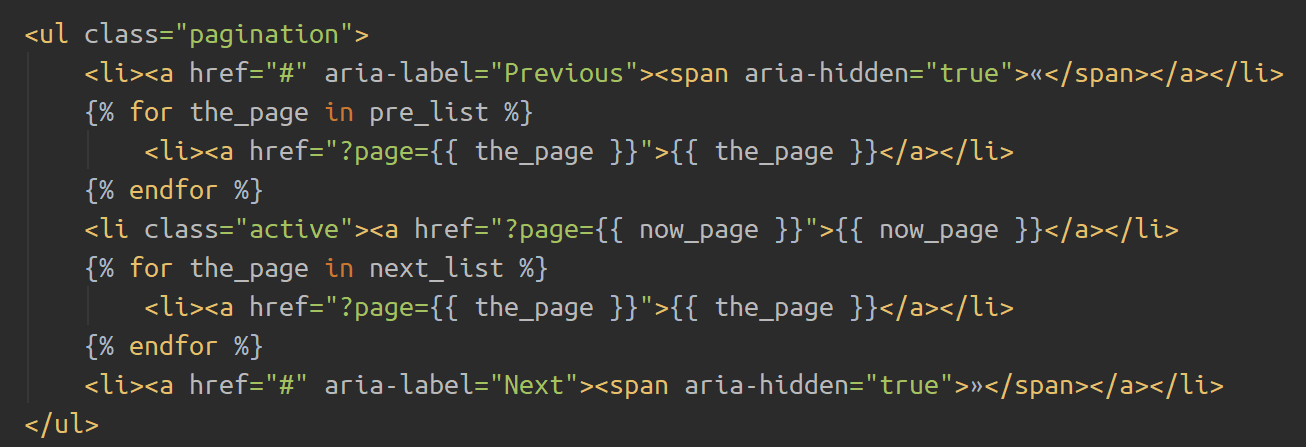 <ul class="pagination">
    <li><a href="#" aria-label="Previous"><span aria-hidden="true">«</span></a></li>
    {% for the_page in pre_list %}
        <li><a href="?page={{ the_page }}">{{ the_page }}</a></li>
    {% endfor %}
    <li class="active"><a href="?page={{ now_page }}">{{ now_page }}</a></li>
    {% for the_page in next_list %}
        <li><a href="?page={{ the_page }}">{{ the_page }}</a></li>
    {% endfor %}
    <li><a href="#" aria-label="Next"><span aria-hidden="true">»</span></a></li>
</ul>